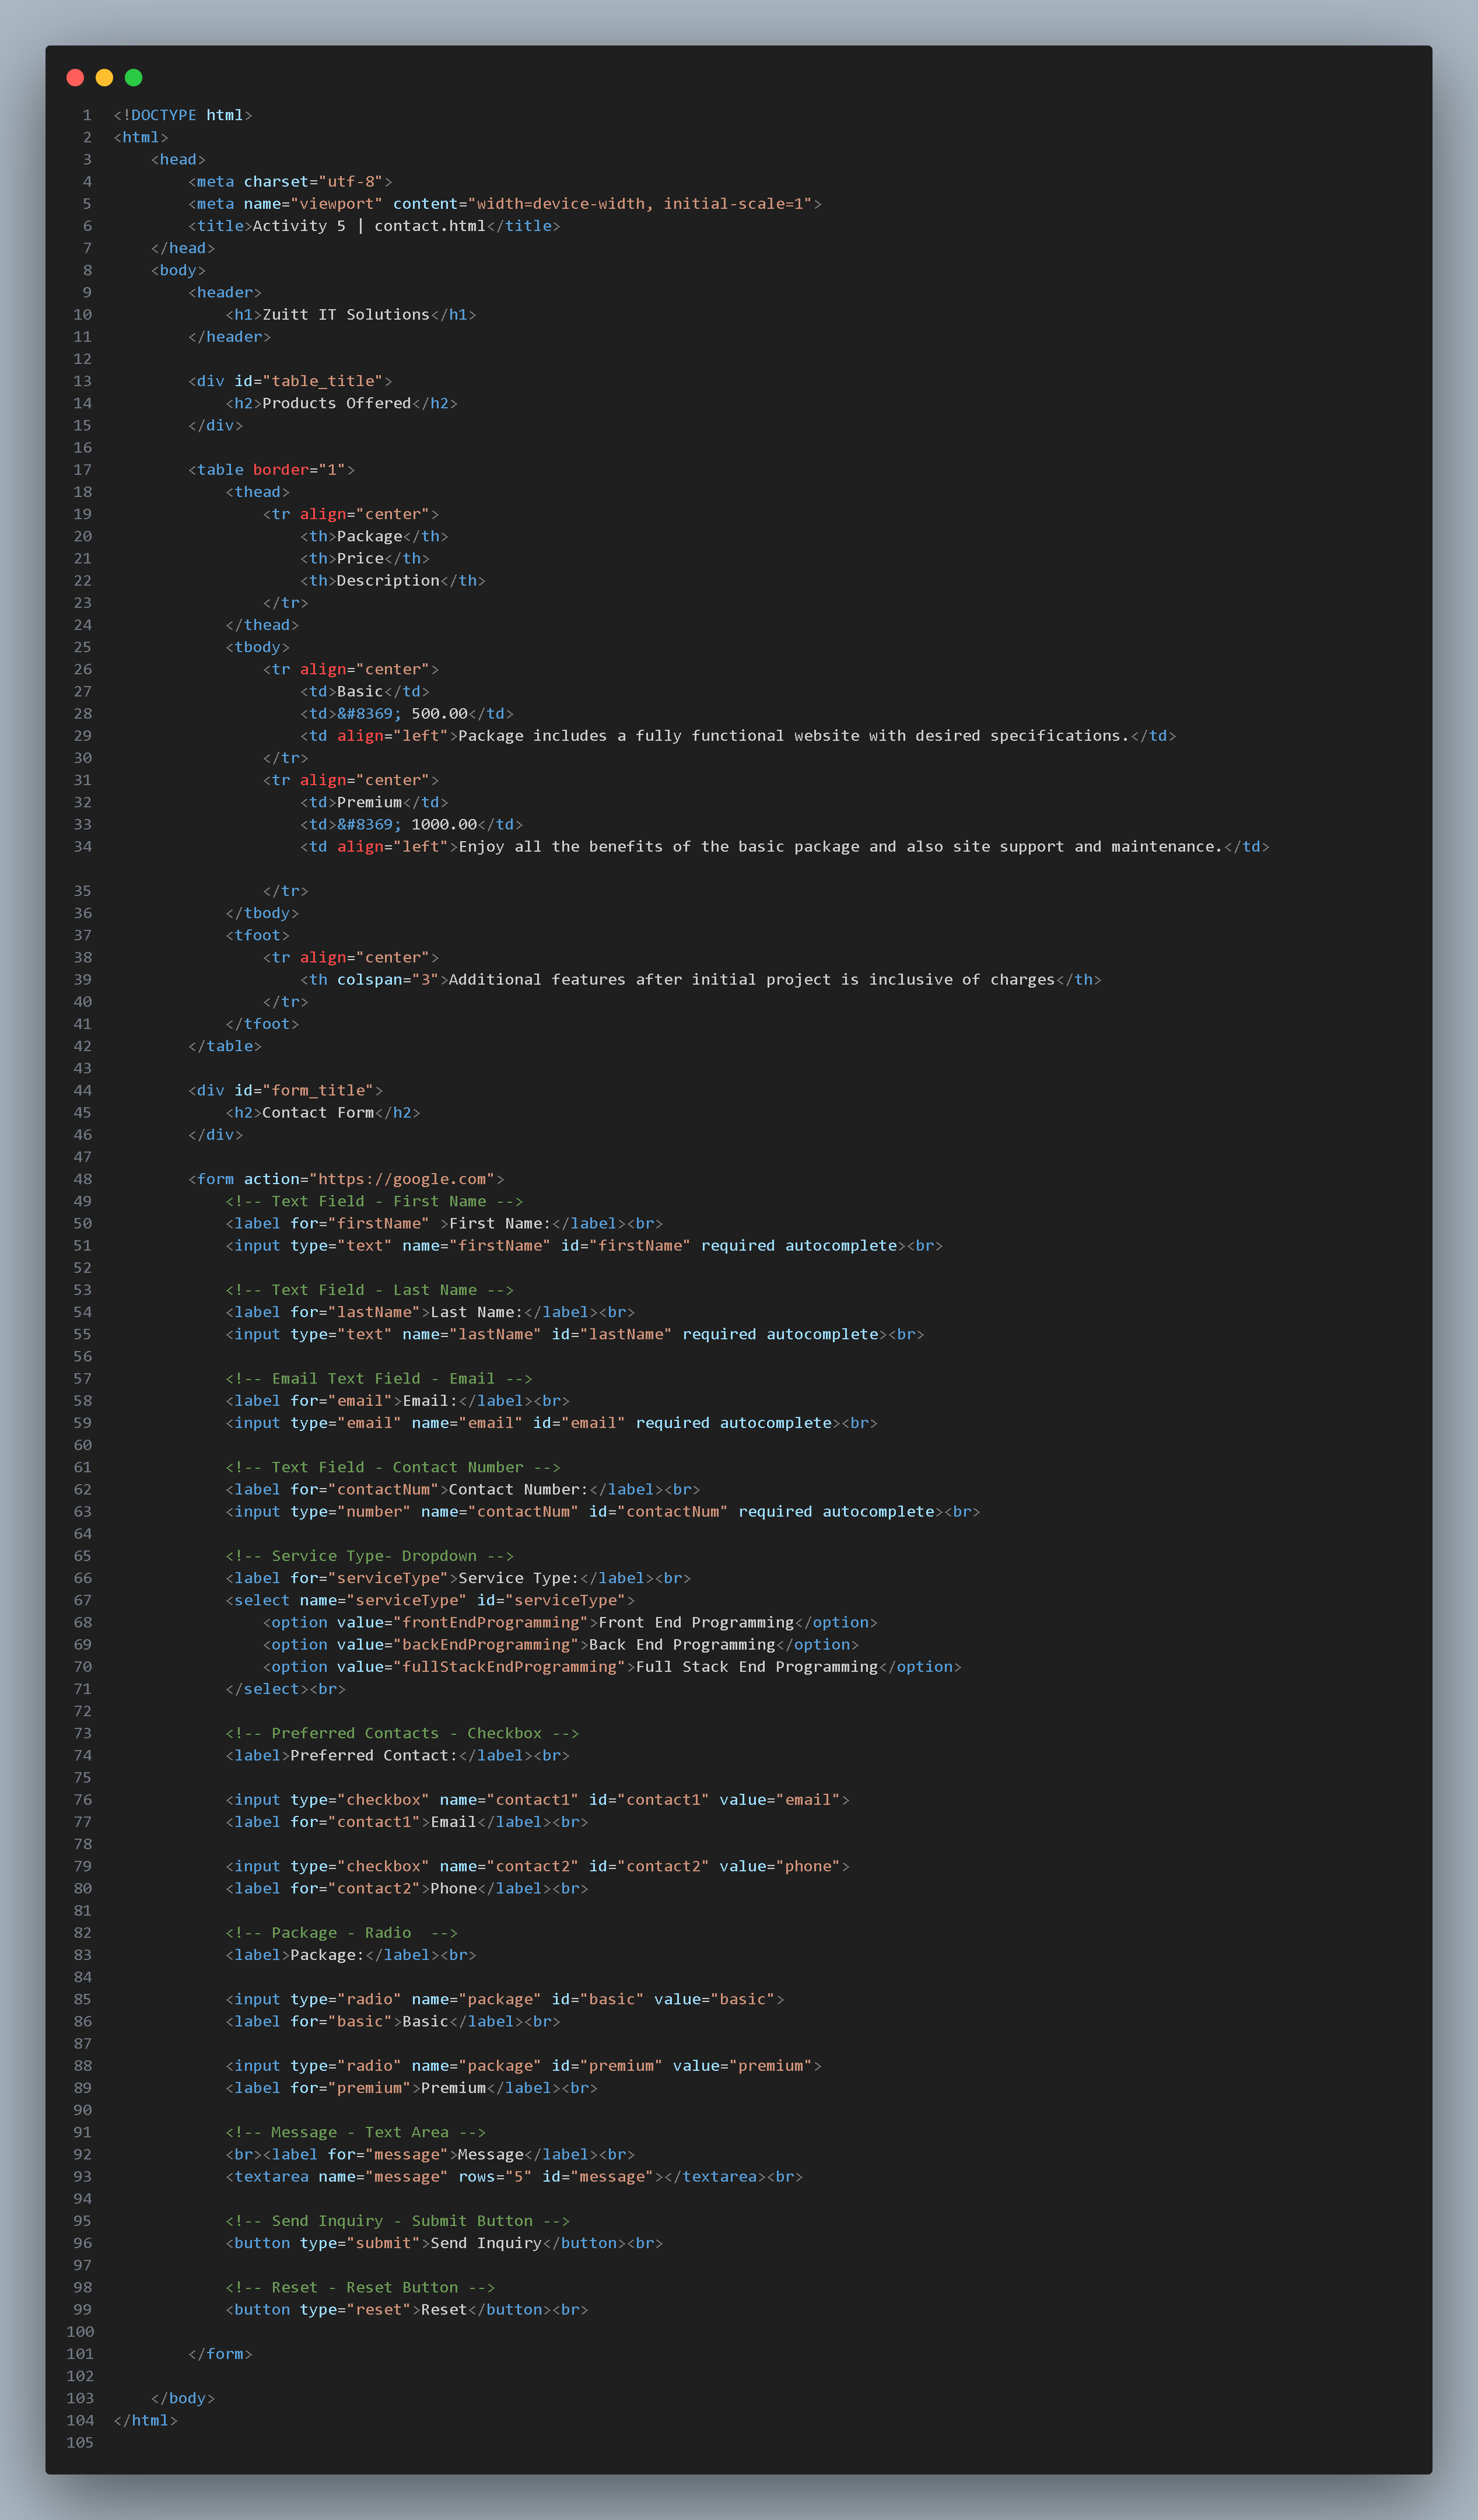 1 <!DOCTYPE html>
2 <html>
3     <head>
4         <meta charset="utf-8">
5         <meta name="viewport" content="width=device-width, initial-scale=1">
6         <title>Activity 5 | contact.html</title>
7     </head>
8     <body>
9         <header>
10             <h1>Zuitt IT Solutions</h1>
11         </header>
12
13         <div id="table_title">
14             <h2>Products Offered</h2>
15         </div>
16
17         <table border="1">
18             <thead>
19                 <tr align="center">
20                     <th>Package</th>
21                     <th>Price</th>
22                     <th>Description</th>
23                 </tr>
24             </thead>
25             <tbody>
26                 <tr align="center">
27                     <td>Basic</td>
28                     <td>&#8369; 500.00</td>
29                     <td align="left">Package includes a fully functional website with desired specifications.</td>
30                 </tr>
31                 <tr align="center">
32                     <td>Premium</td>
33                     <td>&#8369; 1000.00</td>
34                     <td align="left">Enjoy all the benefits of the basic package and also site support and maintenance.</td>
35                 </tr>
36             </tbody>
37             <tfoot>
38                 <tr align="center">
39                     <th colspan="3">Additional features after initial project is inclusive of charges</th>
40                 </tr>
41             </tfoot>
42         </table>
43
44         <div id="form_title">
45             <h2>Contact Form</h2>
46         </div>
47
48         <form action="https://google.com">
49             <!-- Text Field - First Name -->
50             <label for="firstName" >First Name:</label><br>
51             <input type="text" name="firstName" id="firstName" required autocomplete><br>
52
53             <!-- Text Field - Last Name -->
54             <label for="lastName">Last Name:</label><br>
55             <input type="text" name="lastName" id="lastName" required autocomplete><br>
56
57             <!-- Email Text Field - Email -->
58             <label for="email">Email:</label><br>
59             <input type="email" name="email" id="email" required autocomplete><br>
60
61             <!-- Text Field - Contact Number -->
62             <label for="contactNum">Contact Number:</label><br>
63             <input type="number" name="contactNum" id="contactNum" required autocomplete><br>
64
65             <!-- Service Type- Dropdown -->
66             <label for="serviceType">Service Type:</label><br>
67             <select name="serviceType" id="serviceType">
68                 <option value="frontEndProgramming">Front End Programming</option>
69                 <option value="backEndProgramming">Back End Programming</option>
70                 <option value="fullStackEndProgramming">Full Stack End Programming</option>
71             </select><br>
72
73             <!-- Preferred Contacts - Checkbox -->
74             <label>Preferred Contact:</label><br>
75
76             <input type="checkbox" name="contact1" id="contact1" value="email">
77             <label for="contact1">Email</label><br>
78
79             <input type="checkbox" name="contact2" id="contact2" value="phone">
80             <label for="contact2">Phone</label><br>
81
82             <!-- Package - Radio  -->
83             <label>Package:</label><br>
84
85             <input type="radio" name="package" id="basic" value="basic">
86             <label for="basic">Basic</label><br>
87
88             <input type="radio" name="package" id="premium" value="premium">
89             <label for="premium">Premium</label><br>
90
91             <!-- Message - Text Area -->
92             <br><label for="message">Message</label><br>
93             <textarea name="message" rows="5" id="message"></textarea><br>
94
95             <!-- Send Inquiry - Submit Button -->
96             <button type="submit">Send Inquiry</button><br>
97
98             <!-- Reset - Reset Button -->
99             <button type="reset">Reset</button><br>
100
101         </form>
102
103     </body>
104 </html>
105